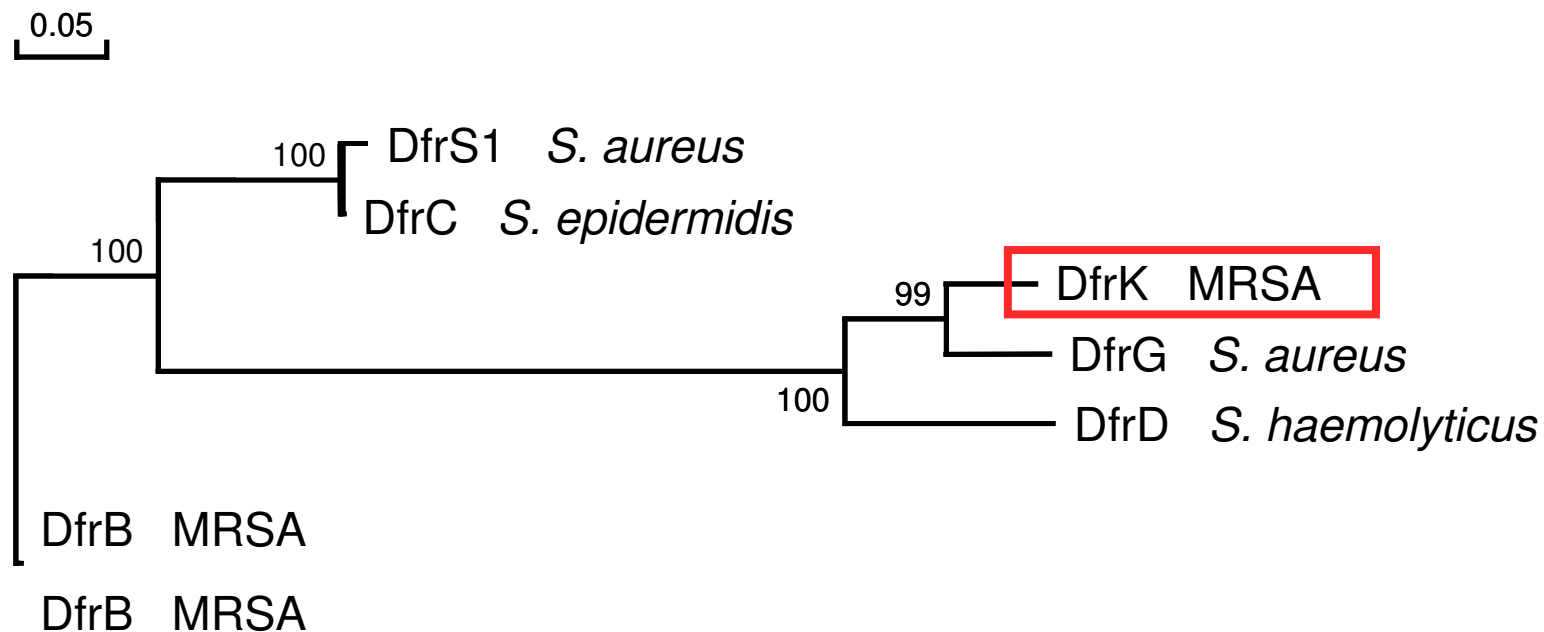 0.05
100 DfrS1 S. aureus
DfrC S. epidermidis
100
99 DfrK MRSA
DfrG S. aureus
100
DfrD S. haemolyticus
DfrB MRSA
DfrB MRSA